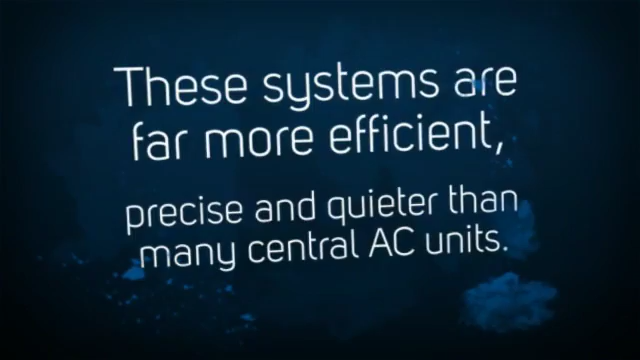 These systems are
far more efficient,
precise and quieter than
many central AC units.